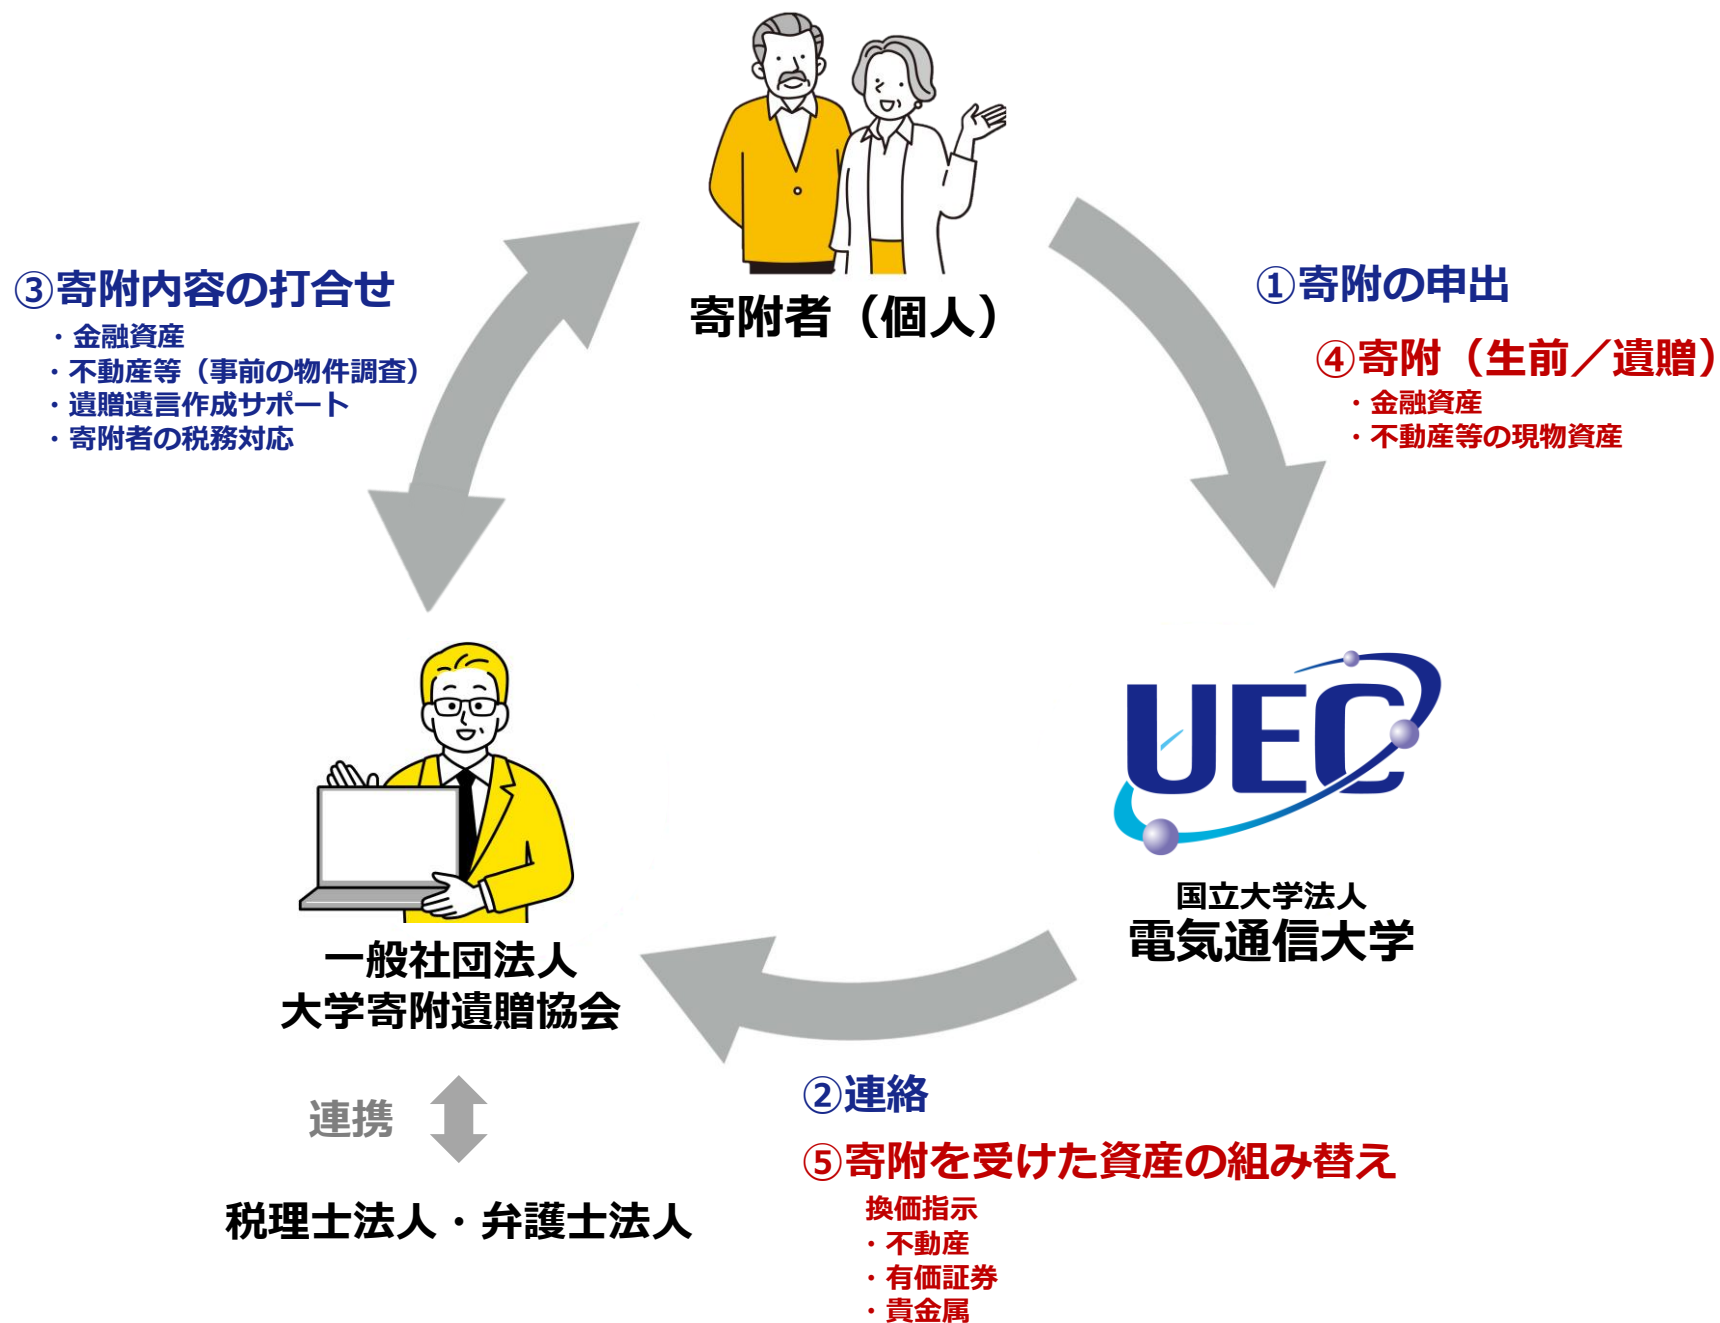 寄附者（個人）
①寄附の申出
④寄附（生前／遺贈）
・金融資産
・不動産等の現物資産
③寄附内容の打合せ
・金融資産
・不動産等（事前の物件調査）
・遺贈遺言作成サポート
・寄附者の税務対応
UEC
国立大学法人
電気通信大学
一般社団法人
大学寄附遺贈協会
連携
税理士法人・弁護士法人
②連絡
⑤寄附を受けた資産の組み替え
換価指示
・不動産
・有価証券
・貴金属